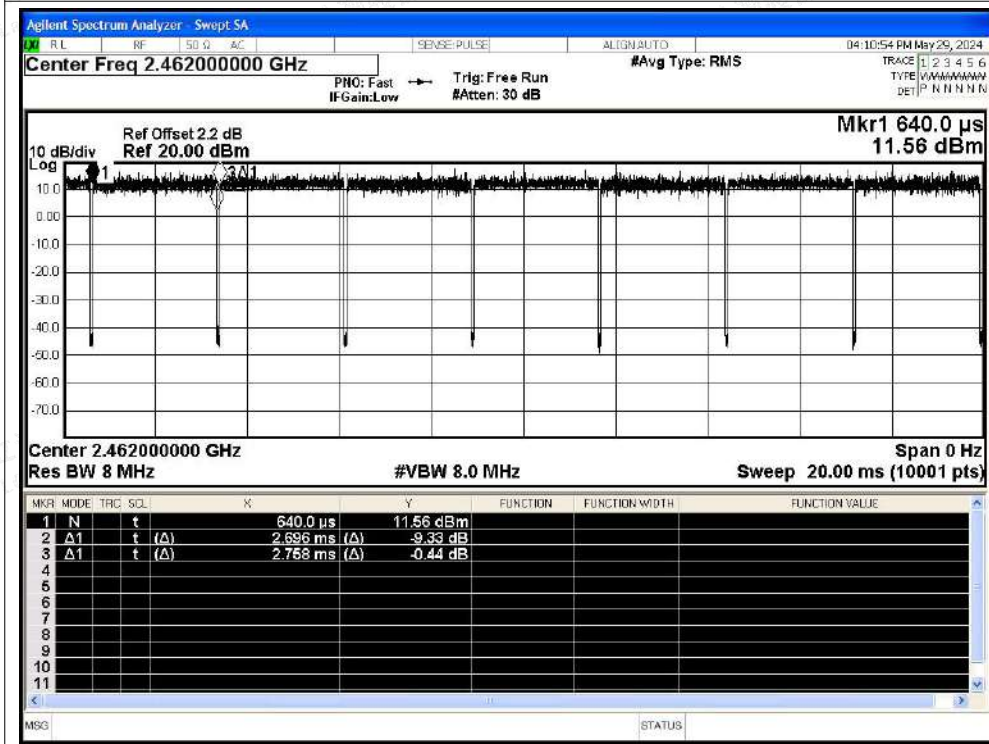 Agilent Spectrum Analyzer - Swept SA
LXI RL RF 50 Ω AC SENSE:PULSE ALIGN AUTO 04:10:54 PM May 29, 2024
Center Freq 2.462000000 GHz #Avg Type: RMS TRACE 1 2 3 4 5 6
PNO: Fast Trig: Free Run TYPE
IFGain:Low #Atten: 30 dB DET P N N N N N
Mkr1 640.0 µs
Ref Offset 2.2 dB
10 dB/div Ref 20.00 dBm 11.56 dBm
Log
1 3Δ1
10.0
0.00
-10.0
-20.0
-30.0
-40.0
-50.0
-60.0
-70.0
Center 2.462000000 GHz Span 0 Hz
Res BW 8 MHz #VBW 8.0 MHz Sweep 20.00 ms (10001 pts)
MKR MODE TRC SCL X Y FUNCTION FUNCTION WIDTH FUNCTION VALUE
1 N t 640.0 µs 11.56 dBm
2 Δ1 t (Δ) 2.696 ms (Δ) -9.33 dB
3 Δ1 t (Δ) 2.758 ms (Δ) -0.44 dB
4
5
6
7
8
9
10
11
MSG STATUS